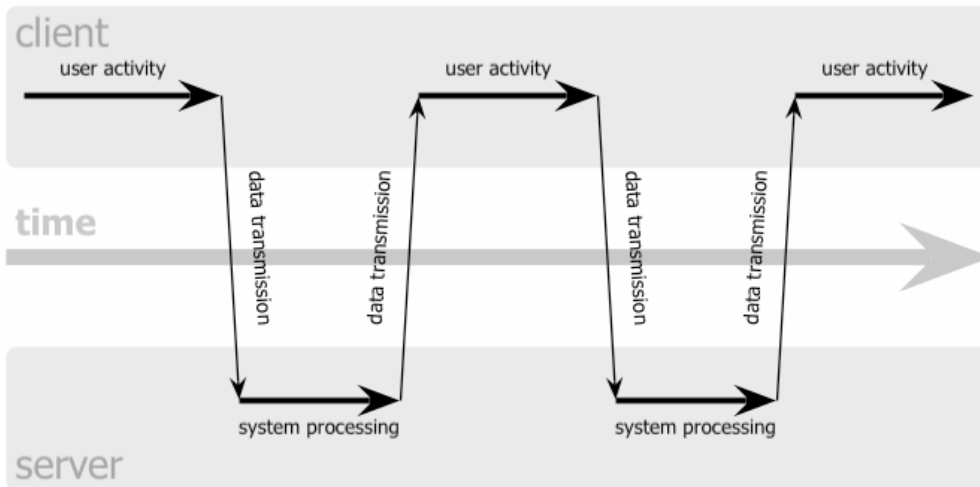 client
user activity
user activity
user activity
data transmission
data transmission
data transmission
data transmission
time
system processing
system processing
server